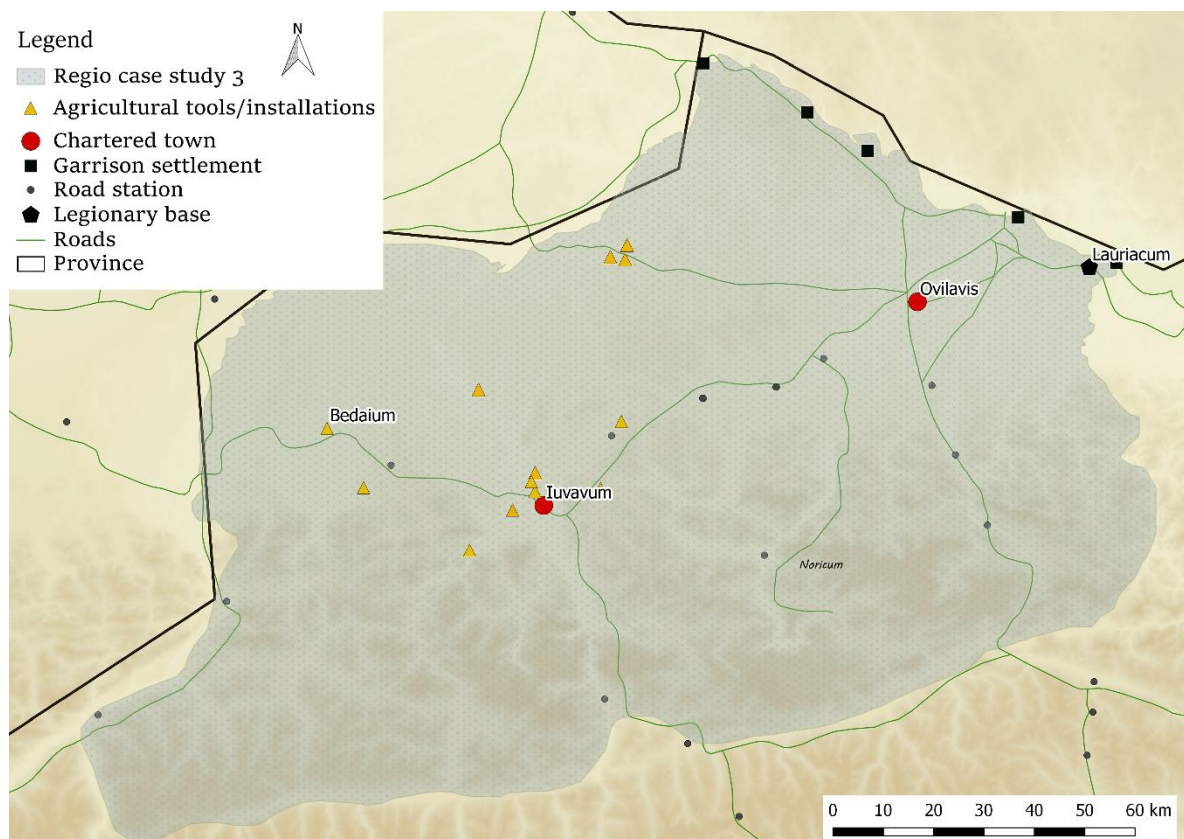 Legend
N
Regio case study 3
Agricultural tools/installations
Chartered town
Garrison settlement
Road station
Legionary base
Roads
Province
Lauriacum
Ovilavis
Bedaium
Iuvavum
Noricum
0 10 20 30 40 50 60 km